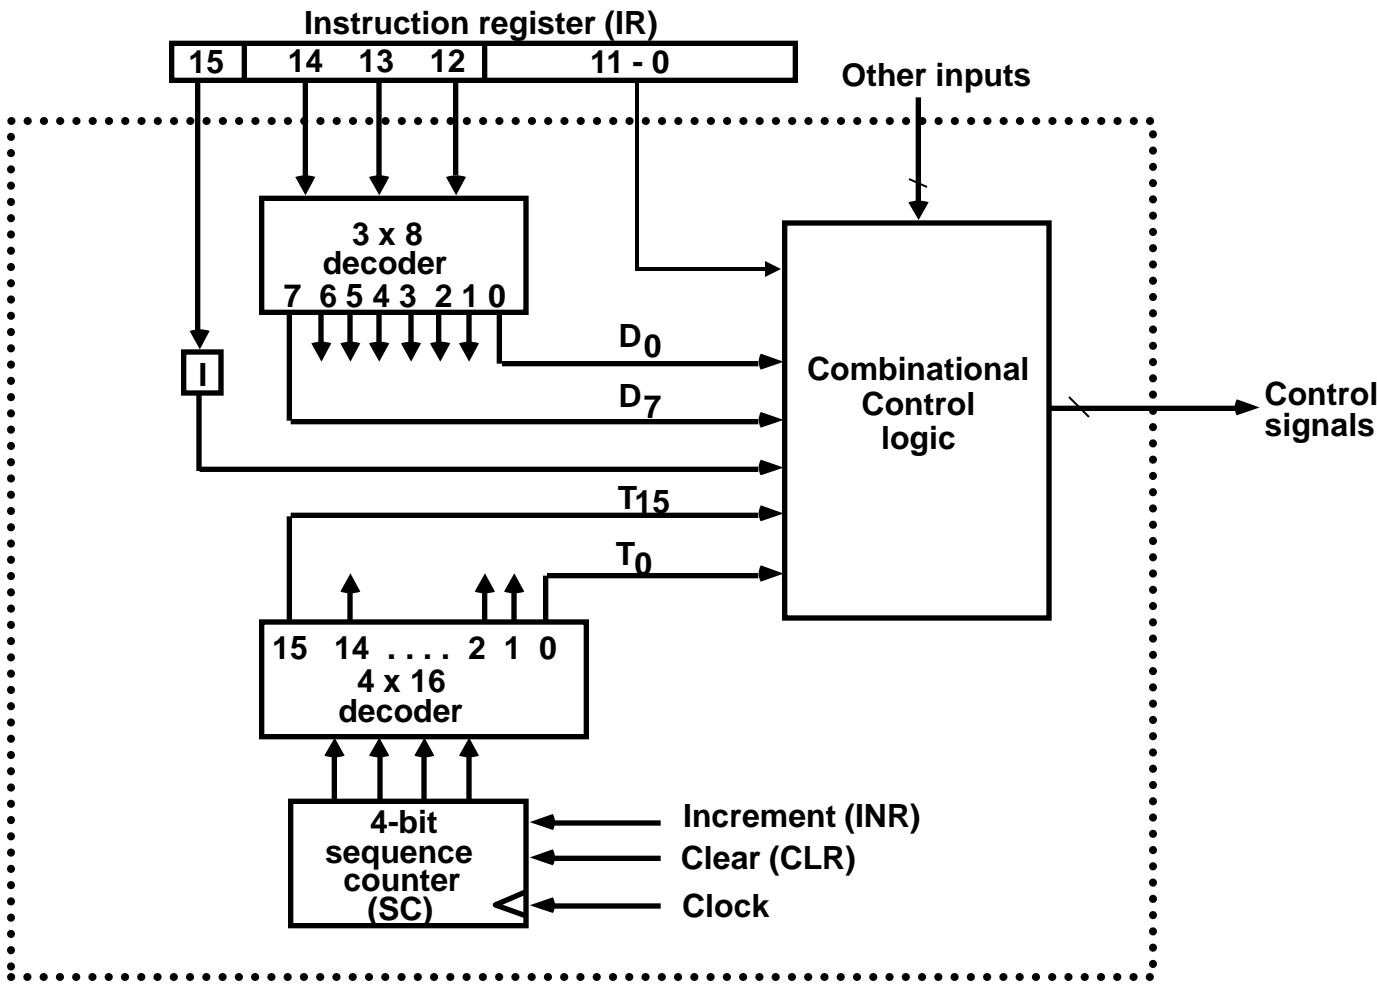 Instruction register (IR)
15 14 13 12 11 - 0
Other inputs
3 x 8
decoder
7 6 5 4 3 2 1 0
D0
I
D7
Combinational
Control
logic
Control
signals
T15
T0
15 14 . . . . 2 1 0
4 x 16
decoder
4-bit
sequence
counter
(SC)
Increment (INR)
Clear (CLR)
Clock